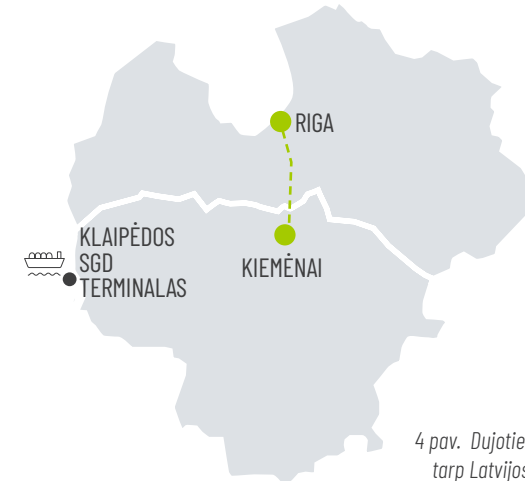 RIGA
KLAIPĖDOS
SGD
TERMINALAS
KIEMĖNAI
4 pav. Dujotie
tarp Latvijos